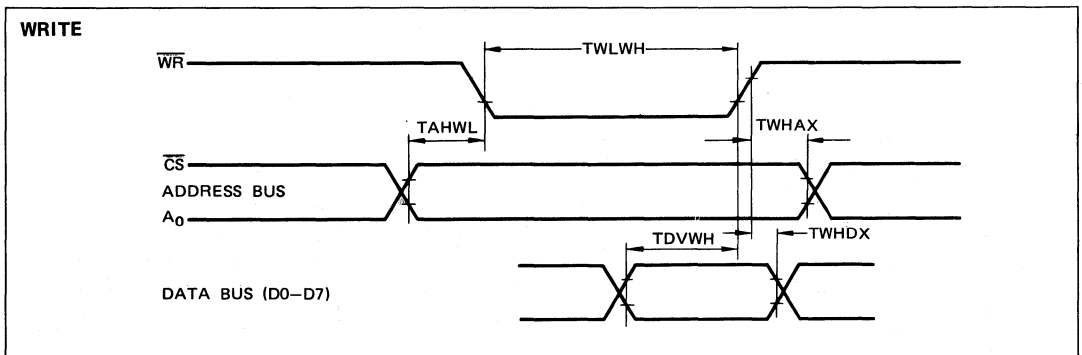 WRITE
WR
TWLWH
TAHWL
TWHAX
CS
ADDRESS BUS
A0
TDVWH
TWHDX
DATA BUS (D0–D7)